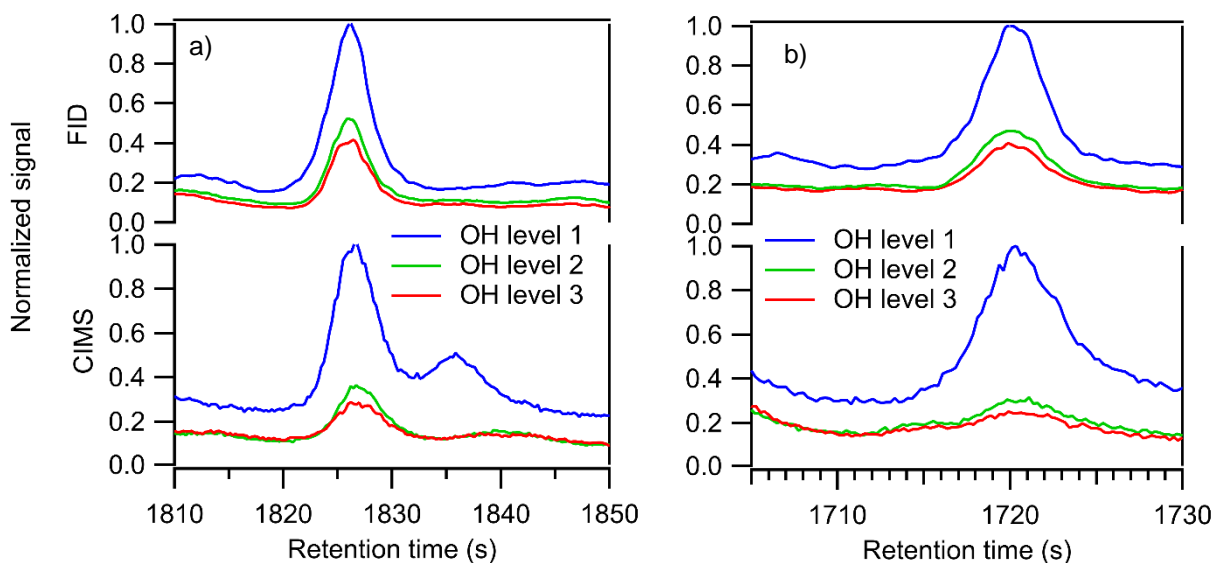 Normalized signal
FID
CIMS
a)
1.0
0.8
0.6
0.4
0.2
0.0
1.0
0.8
0.6
0.4
0.2
0.0
OH level 1
OH level 2
OH level 3
1810 1820 1830 1840 1850
Retention time (s)
b)
1.0
0.8
0.6
0.4
0.2
0.0
1.0
0.8
0.6
0.4
0.2
0.0
OH level 1
OH level 2
OH level 3
1710 1720 1730
Retention time (s)